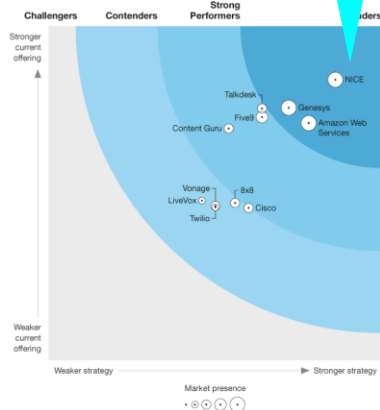 Challengers Contenders Strong Performers
Stronger current offering
NICE
Talkdesk
Genesys
Five9
Amazon Web Services
Content Guru
Vonage
8x8
LiveVox
Twilio
Cisco
Weaker current offering
Weaker strategy Stronger strategy
Market presence